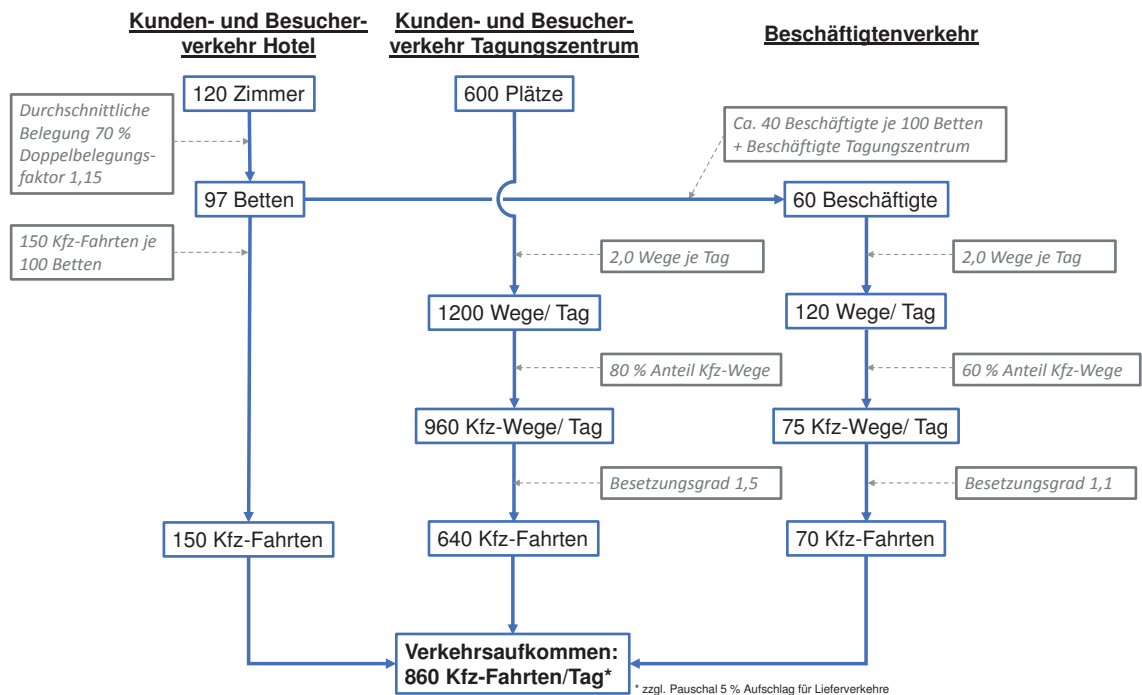 Kunden- und Besucher-
verkehr Hotel
Kunden- und Besucher-
verkehr Tagungszentrum
Beschäftigtenverkehr
120 Zimmer
600 Plätze
Durchschnittliche
Belegung 70 %
Doppelbelegungs-
faktor 1,15
Ca. 40 Beschäftigte je 100 Betten
+ Beschäftigte Tagungszentrum
97 Betten
60 Beschäftigte
150 Kfz-Fahrten je
100 Betten
2,0 Wege je Tag
2,0 Wege je Tag
1200 Wege/ Tag
120 Wege/ Tag
80 % Anteil Kfz-Wege
60 % Anteil Kfz-Wege
960 Kfz-Wege/ Tag
75 Kfz-Wege/ Tag
Besetzungsgrad 1,5
Besetzungsgrad 1,1
150 Kfz-Fahrten
640 Kfz-Fahrten
70 Kfz-Fahrten
Verkehrsaufkommen:
860 Kfz-Fahrten/Tag*
* zzgl. Pauschal 5 % Aufschlag für Lieferverkehre